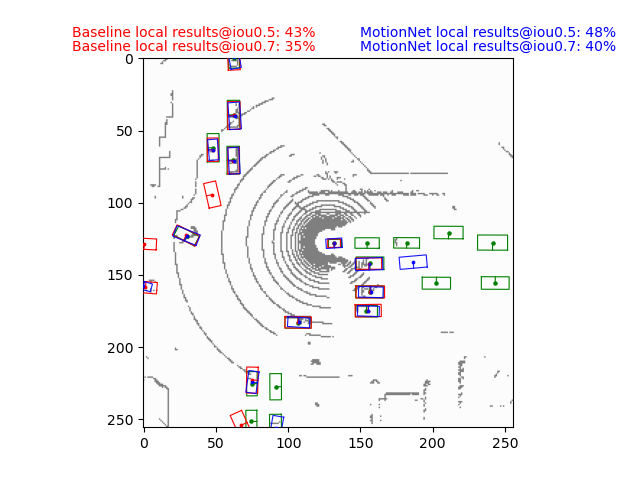 Baseline local results@iou0.5: 43%
MotionNet local results@iou0.5: 48%
Baseline local results@iou0.7: 35%
MotionNet local results@iou0.7: 40%
0
50
100
150
200
250
0 50 100 150 200 250